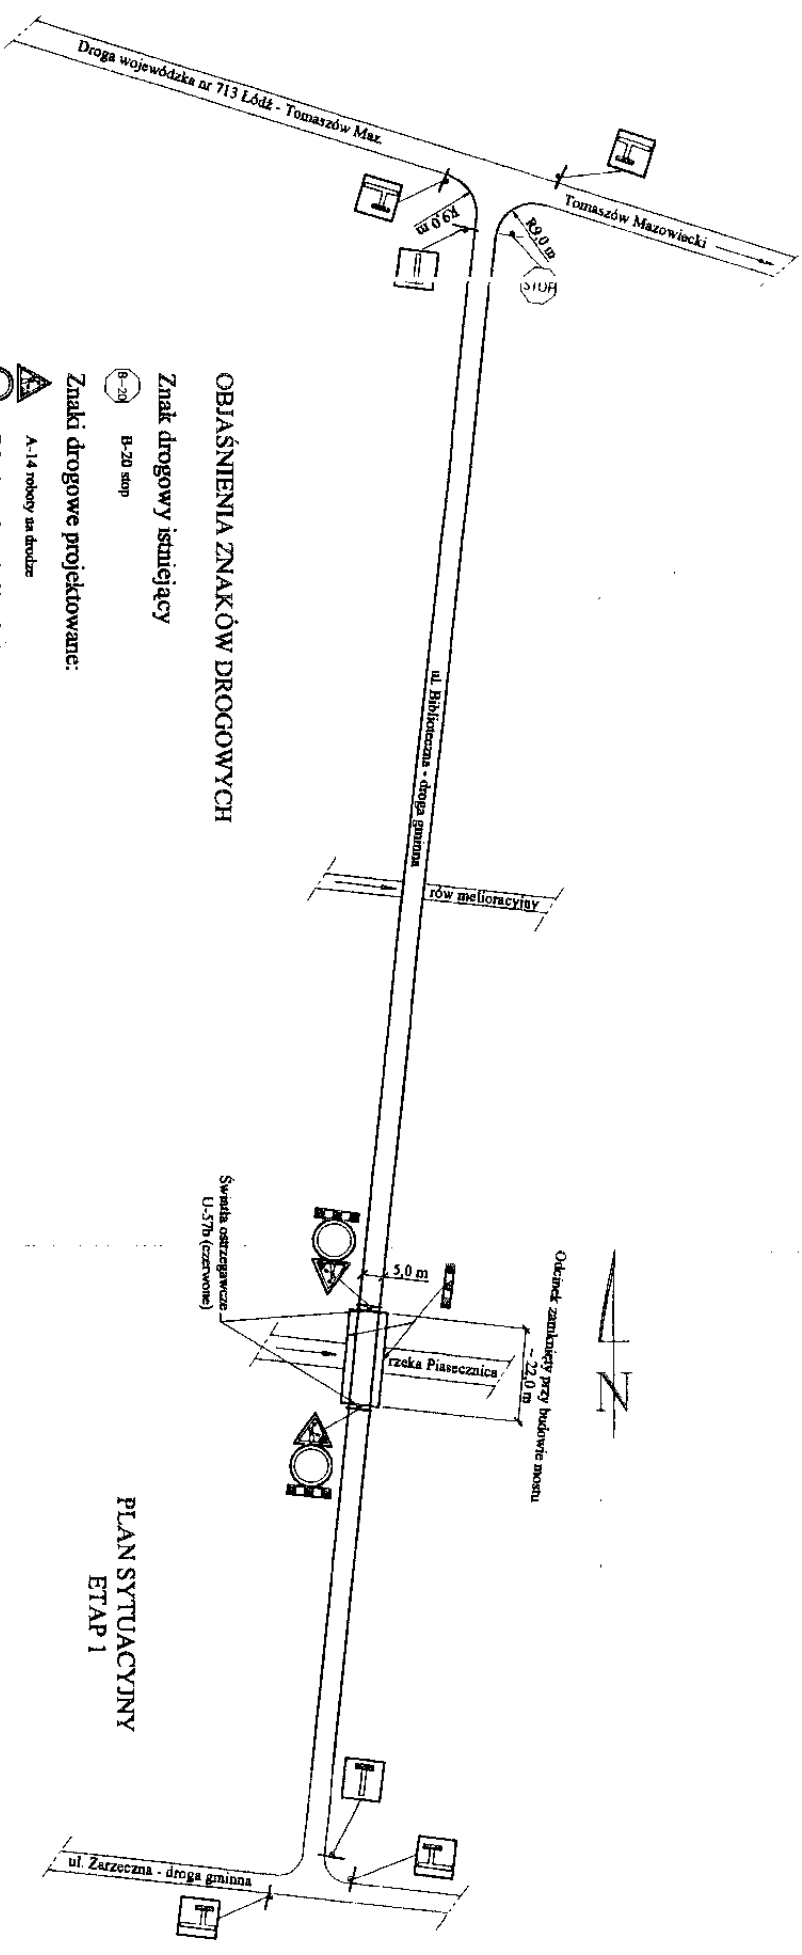 Droga wojewódzka nr 713 Łódź - Tomaszów Maz.
Tomaszów Mazowiecki
R9,0 m
R9,0 m
STOP
OBJAŚNIENIA ZNAKÓW DROGOWYCH
Znak drogowy istniejący
B-20
B-20 stop
Znaki drogowe projektowane:
A-14 roboty na drodze
ul. Biblioteczna - droga gminna
rów melioracyjny
Światła ostrzegawcze
U-57b (czerwone)
5,0 m
rzeka Piasecznica
Odcinek zamknięty przy budowie mostu
~ 22,0 m
N
PLAN SYTUACYJNY
ETAP 1
ul. Zarzeczna - droga gminna